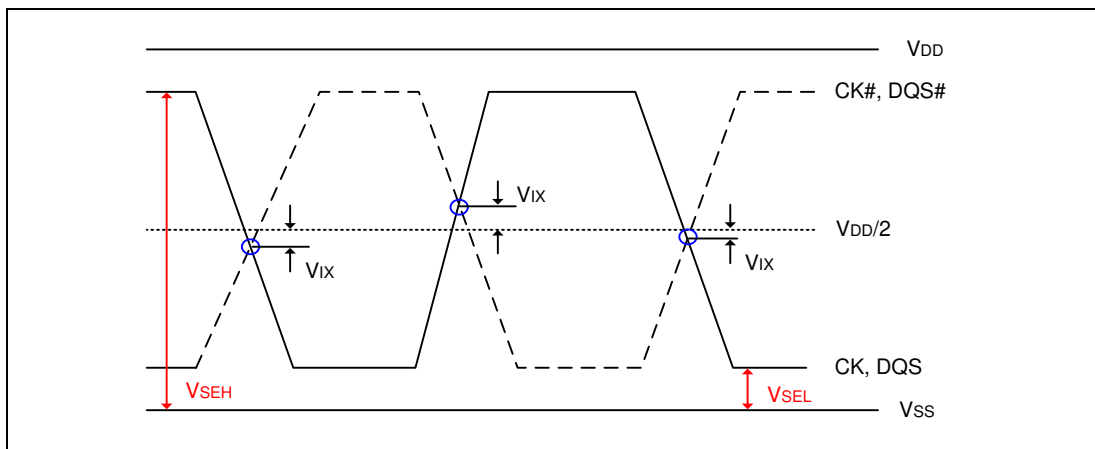 VDD
CK#, DQS#
VIX
VDD/2
VIX
VIX
CK, DQS
VSEH
VSEL
VSS